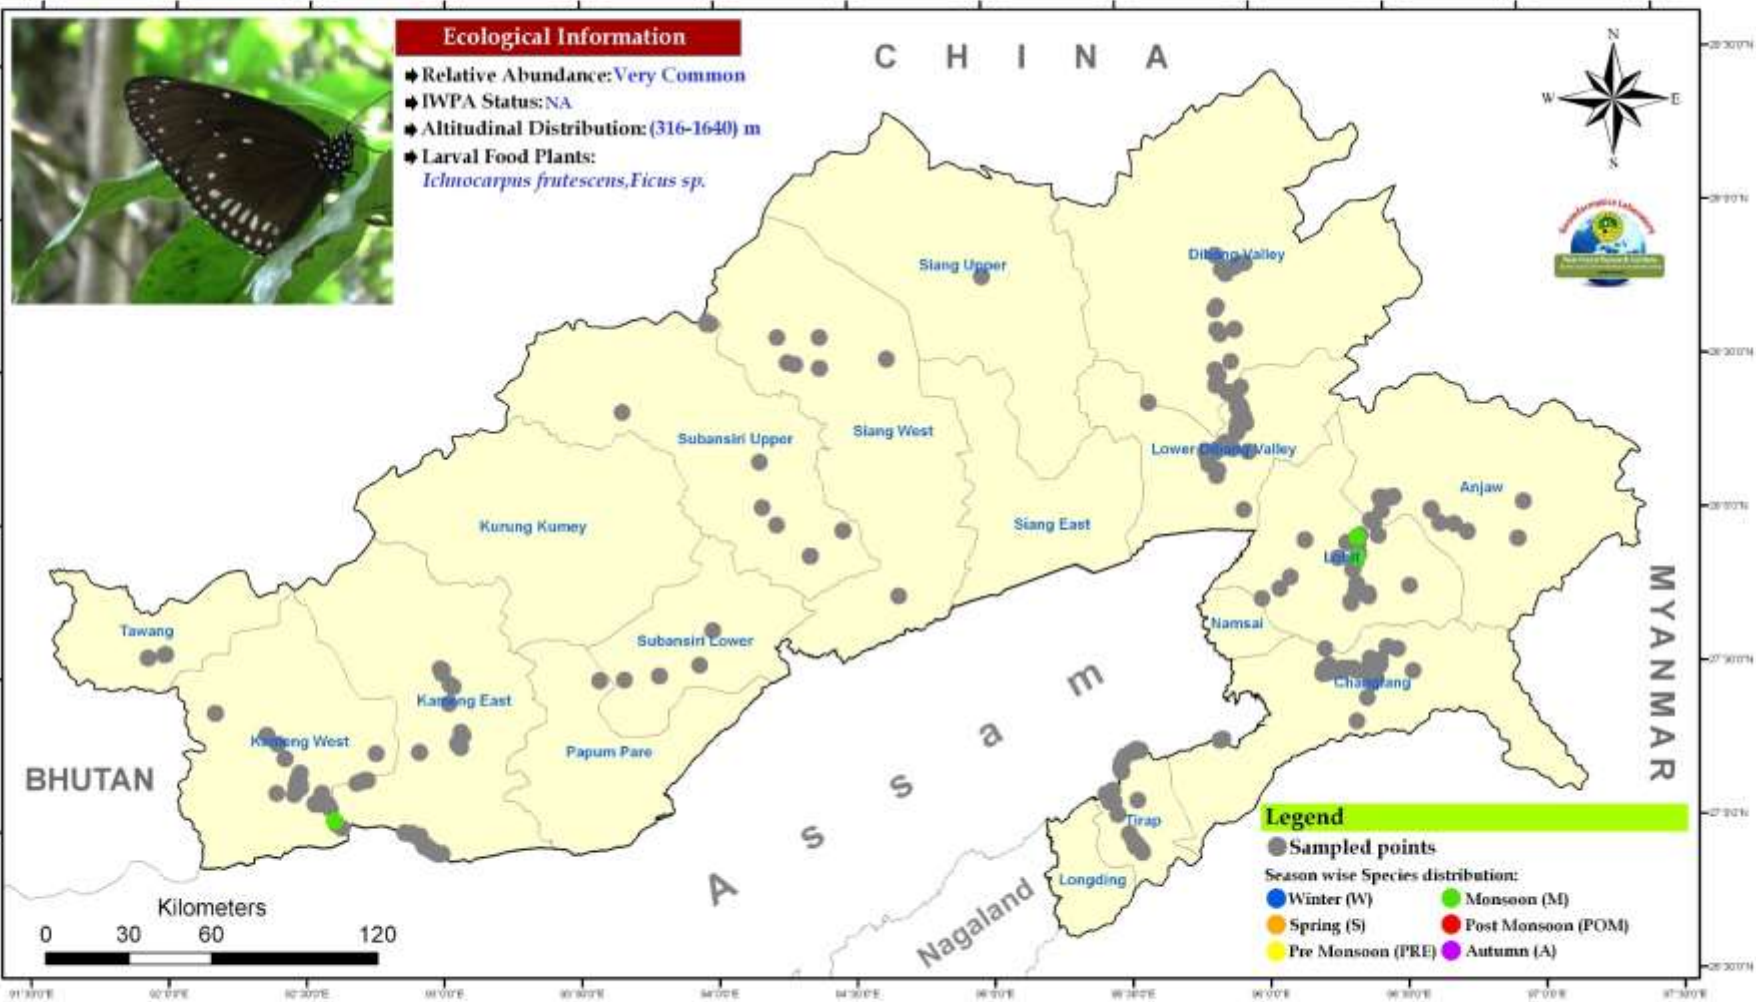 Ecological Information
Relative Abundance:Very Common
IWPA Status:NA
Altitudinal Distribution:(316-1640) m
Larval Food Plants:
Ichnocarpus frutescens,Ficus sp.
C H I N A
N
W E
S
Siang Upper
Dibang Valley
Subansiri Upper
Siang West
Lower Dibang Valley
Anjaw
Kurung Kumey
Siang East
Lohit
Namsai
Tawang
Subansiri Lower
Kameng East
Changlang
Kameng West
Papum Pare
BHUTAN
MYANMAR
A s s a m
Tirap
Longding
Nagaland
Kilometers
0 30 60 120
Legend
Sampled points
Season wise Species distribution:
Winter (W)
Monsoon (M)
Spring (S)
Post Monsoon (POM)
Pre Monsoon (PRE)
Autumn (A)